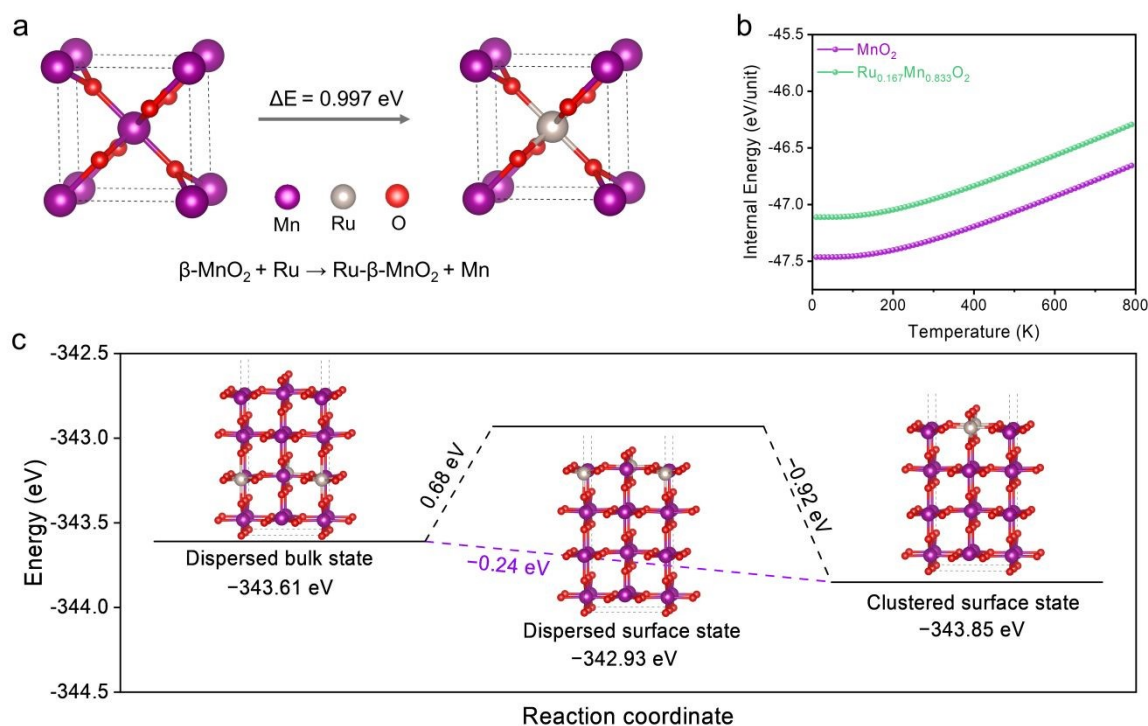 a
ΔE = 0.997 eV
Mn
Ru
O
β-MnO₂ + Ru → Ru-β-MnO₂ + Mn
b
-45.5
-46.0
-46.5
-47.0
-47.5
Internal Energy (eV/unit)
MnO₂
Ru₀.₁₆₇Mn₀.₈₃₃O₂
0
200
400
600
800
Temperature (K)
c
-342.5
-343.0
-343.5
-344.0
-344.5
Energy (eV)
Dispersed bulk state
−343.61 eV
0.68 eV
−0.24 eV
Dispersed surface state
−342.93 eV
−0.92 eV
Clustered surface state
−343.85 eV
Reaction coordinate